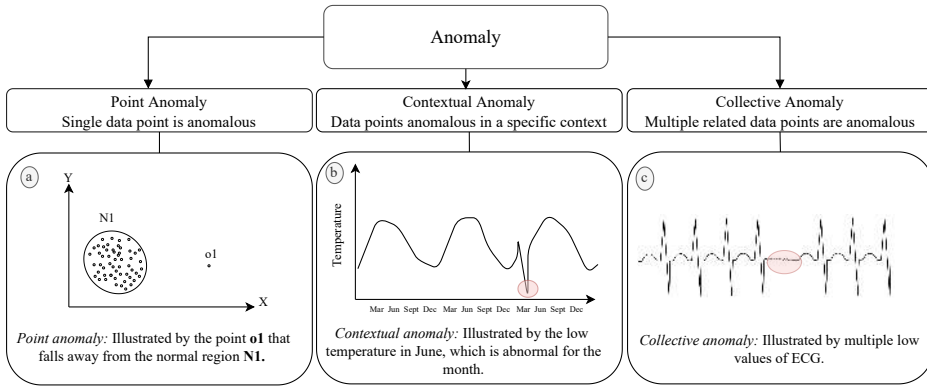 Anomaly
Point Anomaly
Single data point is anomalous
Contextual Anomaly
Data points anomalous in a specific context
Collective Anomaly
Multiple related data points are anomalous
a
Y
N1
o1
X
Point anomaly: Illustrated by the point o1 that
falls away from the normal region N1.
b
Temperature
Mar Jun Sept Dec Mar Jun Sept Dec Mar Jun Sept Dec
Contextual anomaly: Illustrated by the low
temperature in June, which is abnormal for the
month.
c
Collective anomaly: Illustrated by multiple low
values of ECG.